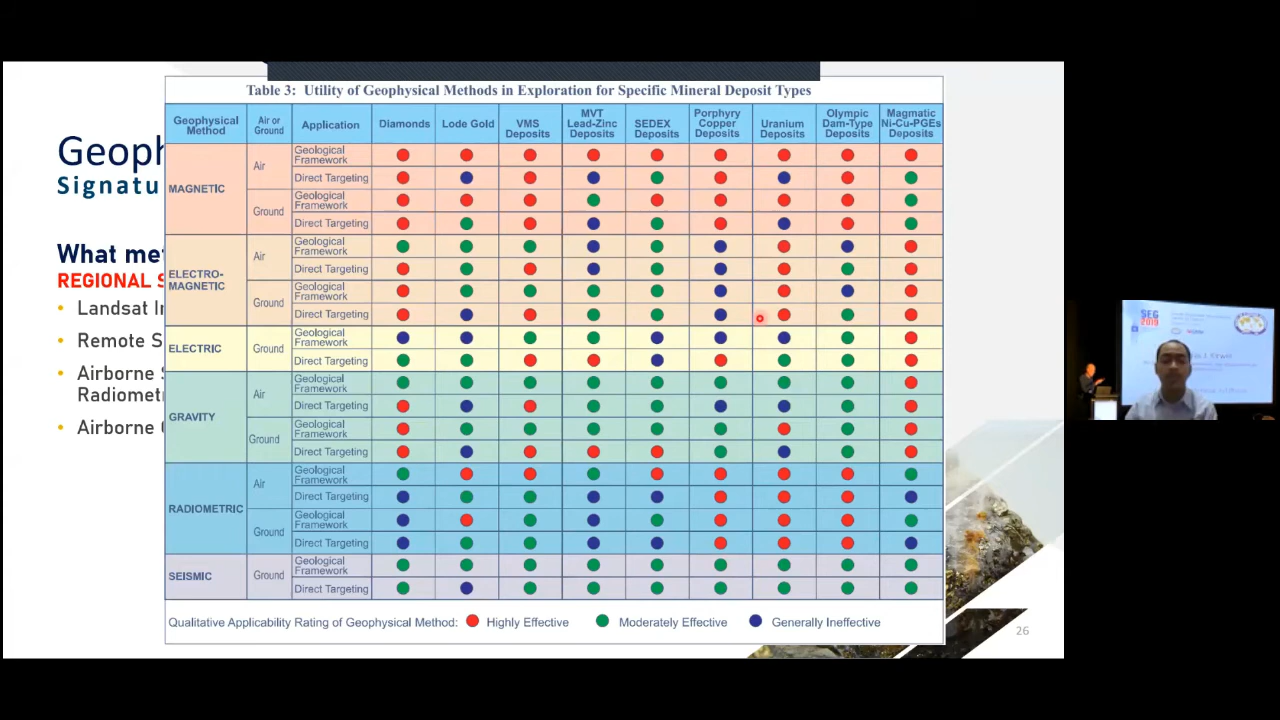 Table 3: Utility of Geophysical Methods in Exploration for Specific Mineral Deposit Types
Geophysical Method
Air or Ground
Application
Diamonds
Lode Gold
VMS Deposits
MVT Lead-Zinc Deposits
SEDEX Deposits
Porphyry Copper Deposits
Uranium Deposits
Olympic Dam-Type Deposits
Magmatic Ni-Cu-PGEs Deposits
MAGNETIC
Air
Geological Framework
Direct Targeting
Ground
Geological Framework
Direct Targeting
ELECTRO-MAGNETIC
Air
Geological Framework
Direct Targeting
Ground
Geological Framework
Direct Targeting
ELECTRIC
Ground
Geological Framework
Direct Targeting
GRAVITY
Air
Geological Framework
Direct Targeting
Ground
Geological Framework
Direct Targeting
RADIOMETRIC
Air
Geological Framework
Direct Targeting
Ground
Geological Framework
Direct Targeting
SEISMIC
Ground
Geological Framework
Direct Targeting
Qualitative Applicability Rating of Geophysical Method: Highly Effective Moderately Effective Generally Ineffective
Geoph
Signatu
What me
REGIONAL S
• Landsat I
• Remote S
• Airborne S
Radiomet
• Airborne
26
SEG
2019